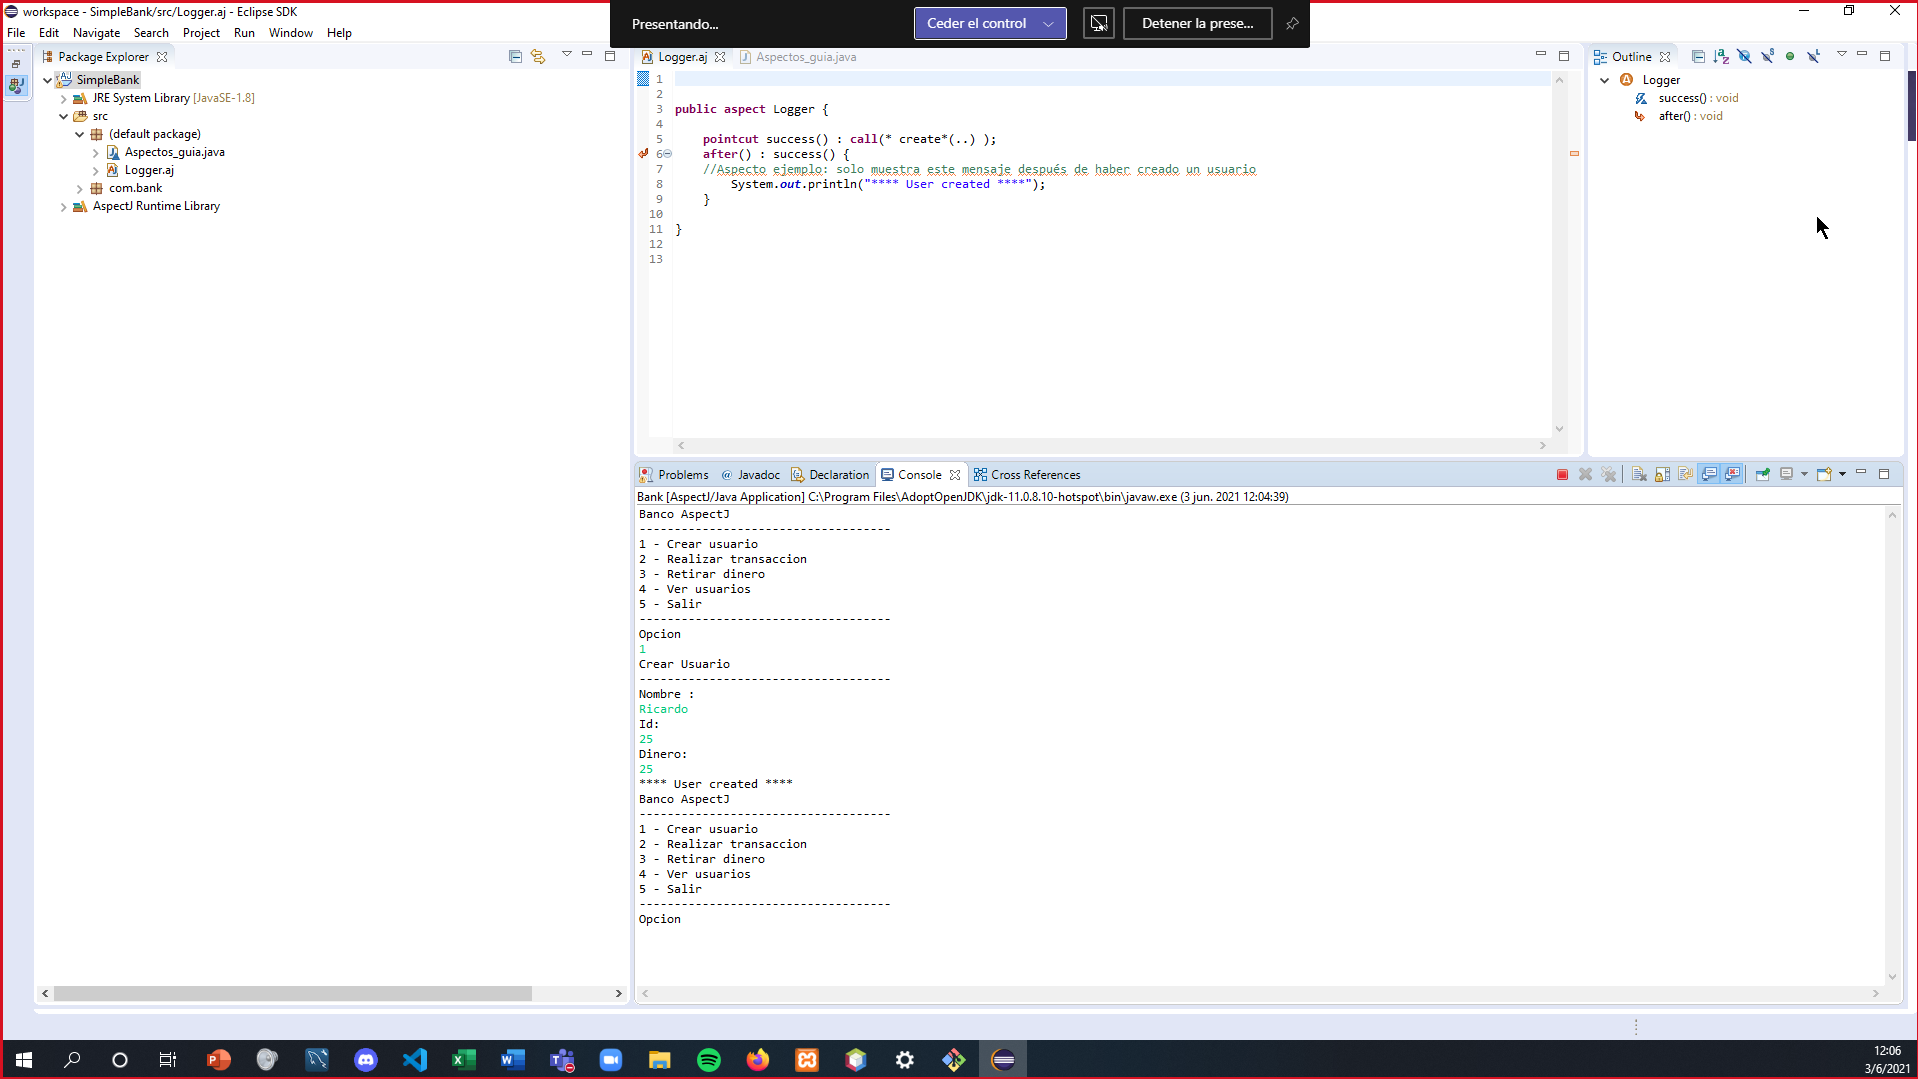 workspace - SimpleBank/src/Logger.aj - Eclipse SDK
Presentando...
Ceder el control
Detener la prese...
File Edit Navigate Search Project Run Window Help
Package Explorer
SimpleBank
JRE System Library [JavaSE-1.8]
src
(default package)
Aspectos_guia.java
Logger.aj
com.bank
AspectJ Runtime Library
Logger.aj
Aspectos_guia.java
1
2
3 public aspect Logger {
4
5 pointcut success() : call(* create*(..) );
6 after() : success() {
7 //Aspecto ejemplo: solo muestra este mensaje después de haber creado un usuario
8 System.out.println("**** User created ****");
9 }
10
11 }
12
13
Outline
Logger
success() : void
after() : void
Problems @ Javadoc Declaration Console Cross References
Bank [AspectJ/Java Application] C:\Program Files\AdoptOpenJDK\jdk-11.0.8.10-hotspot\bin\javaw.exe (3 jun. 2021 12:04:39)
Banco AspectJ
------------------------------------
1 - Crear usuario
2 - Realizar transaccion
3 - Retirar dinero
4 - Ver usuarios
5 - Salir
------------------------------------
Opcion
1
Crear Usuario
------------------------------------
Nombre :
Ricardo
Id:
25
Dinero:
25
**** User created ****
Banco AspectJ
------------------------------------
1 - Crear usuario
2 - Realizar transaccion
3 - Retirar dinero
4 - Ver usuarios
5 - Salir
------------------------------------
Opcion
12:06
3/6/2021